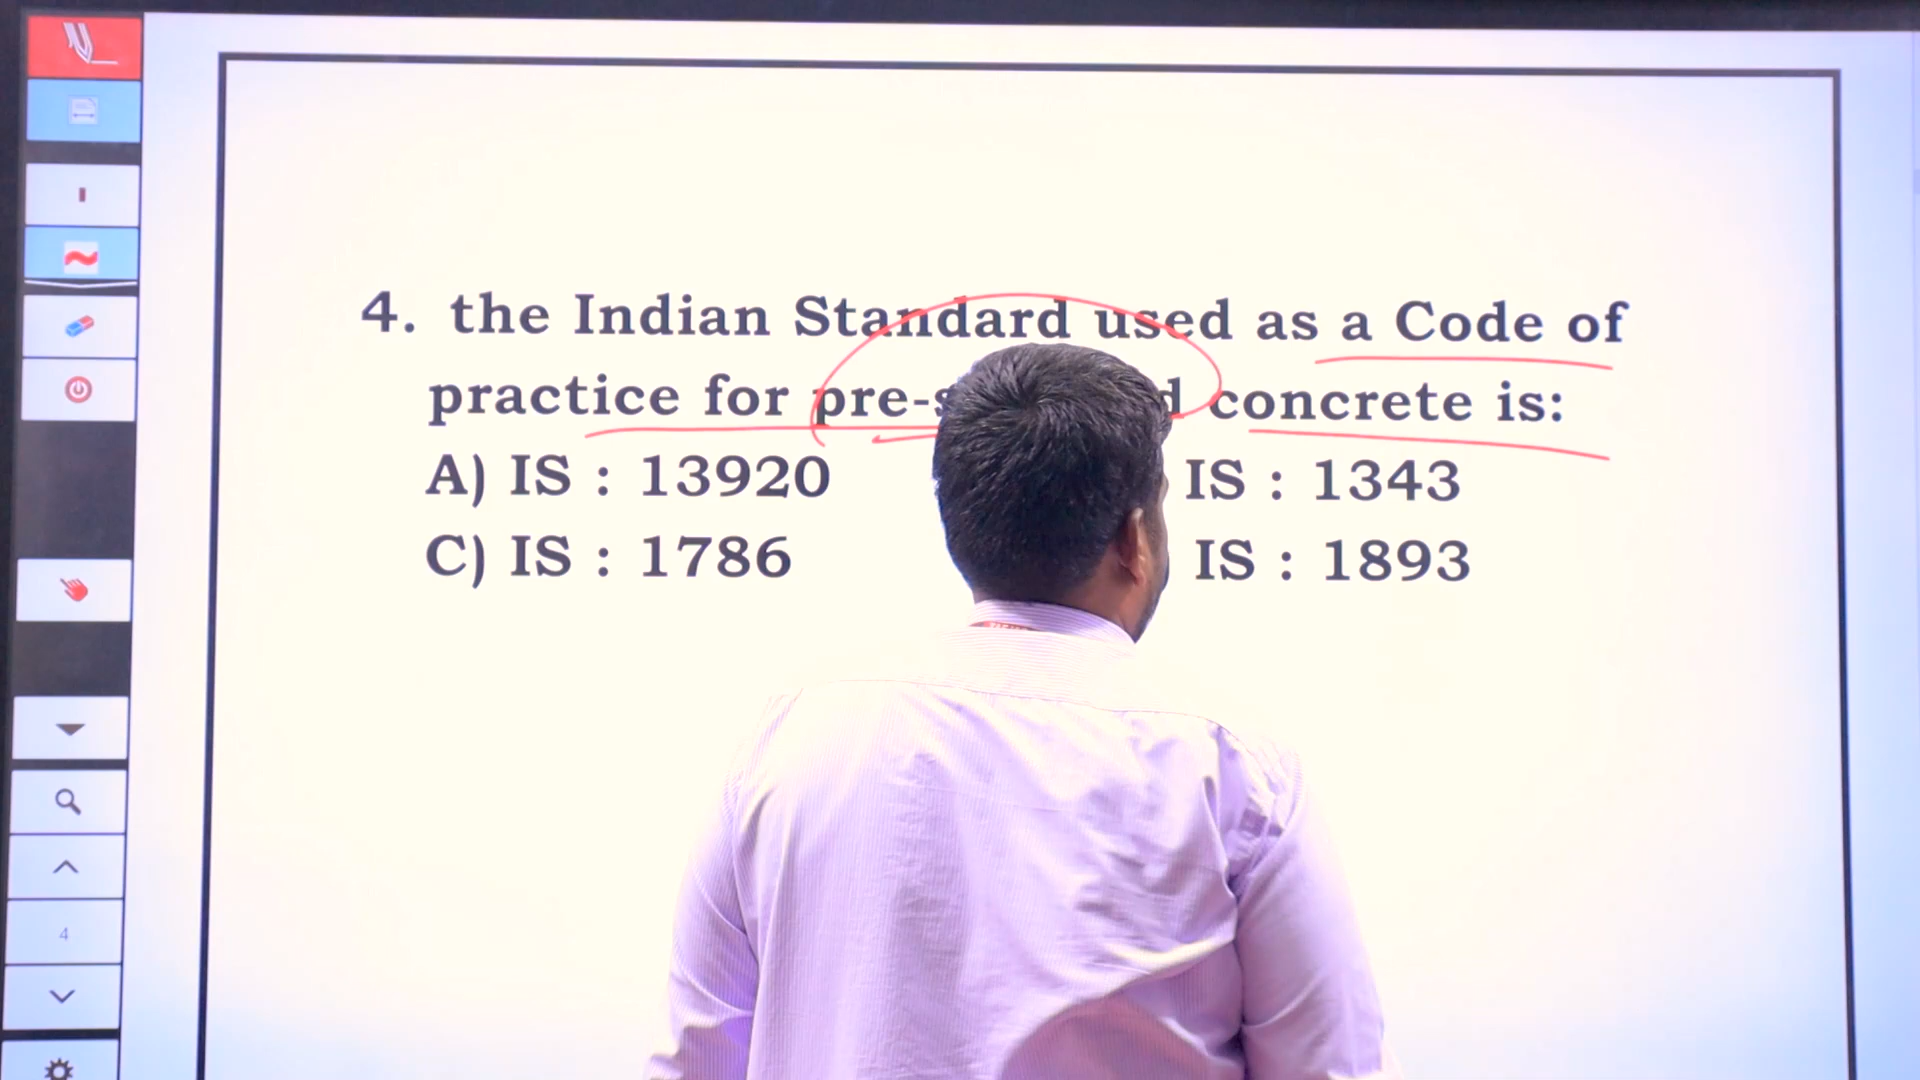 4. the Indian Standard used as a Code of
practice for pre- concrete is:
A) IS : 13920 IS : 1343
C) IS : 1786 IS : 1893
4